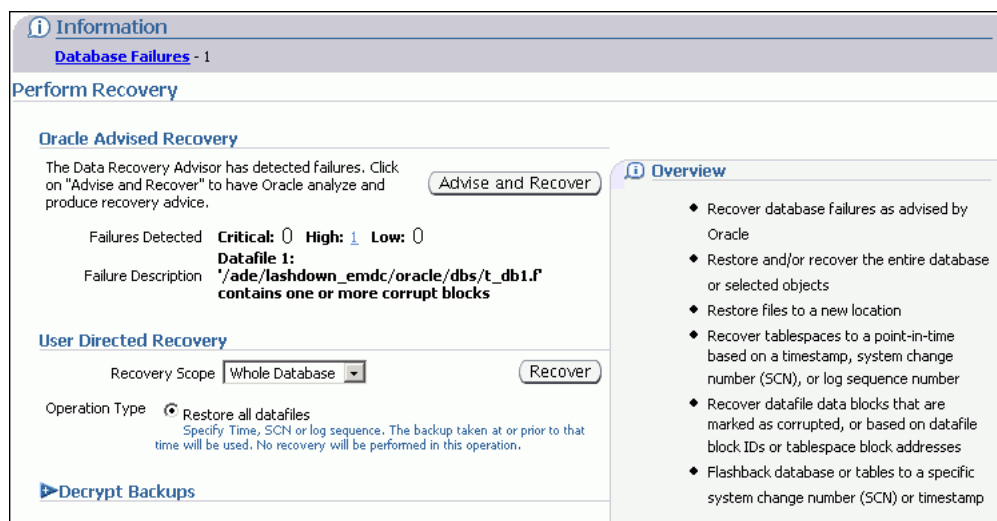 Information
Database Failures - 1
Perform Recovery
Oracle Advised Recovery
The Data Recovery Advisor has detected failures. Click
on "Advise and Recover" to have Oracle analyze and
produce recovery advice.
Advise and Recover
Failures Detected Critical: 0 High: 1 Low: 0
Failure Description Datafile 1:
'/ade/lashdown_emdc/oracle/dbs/t_db1.f'
contains one or more corrupt blocks
User Directed Recovery
Recovery Scope Whole Database
Recover
Operation Type Restore all datafiles
Specify Time, SCN or log sequence. The backup taken at or prior to that
time will be used. No recovery will be performed in this operation.
Decrypt Backups
Overview
Recover database failures as advised by
Oracle
Restore and/or recover the entire database
or selected objects
Restore files to a new location
Recover tablespaces to a point-in-time
based on a timestamp, system change
number (SCN), or log sequence number
Recover datafile data blocks that are
marked as corrupted, or based on datafile
block IDs or tablespace block addresses
Flashback database or tables to a specific
system change number (SCN) or timestamp